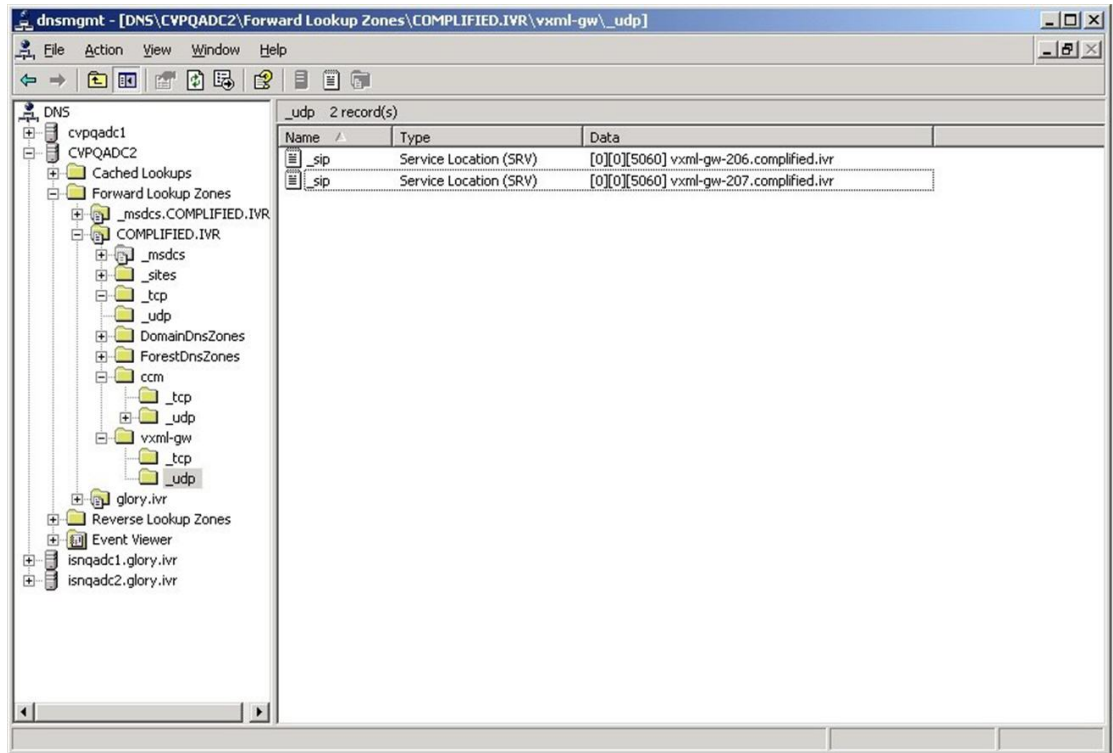 dnsmgmt - [DNS\CVPQADC2\Forward Lookup Zones\COMPLIFIED.IVR\vxml-gw\_udp]
File Action View Window Help
DNS
cvpqadc1
CVPQADC2
Cached Lookups
Forward Lookup Zones
_msdcs.COMPLIFIED.IVR
COMPLIFIED.IVR
_msdcs
_sites
_tcp
_udp
DomainDnsZones
ForestDnsZones
ccm
_tcp
_udp
vxml-gw
_tcp
_udp
glory.ivr
Reverse Lookup Zones
Event Viewer
isnqadc1.glory.ivr
isnqadc2.glory.ivr
_udp 2 record(s)
Name Type Data
_sip Service Location (SRV) [0][0][5060] vxml-gw-206.complified.ivr
_sip Service Location (SRV) [0][0][5060] vxml-gw-207.complified.ivr